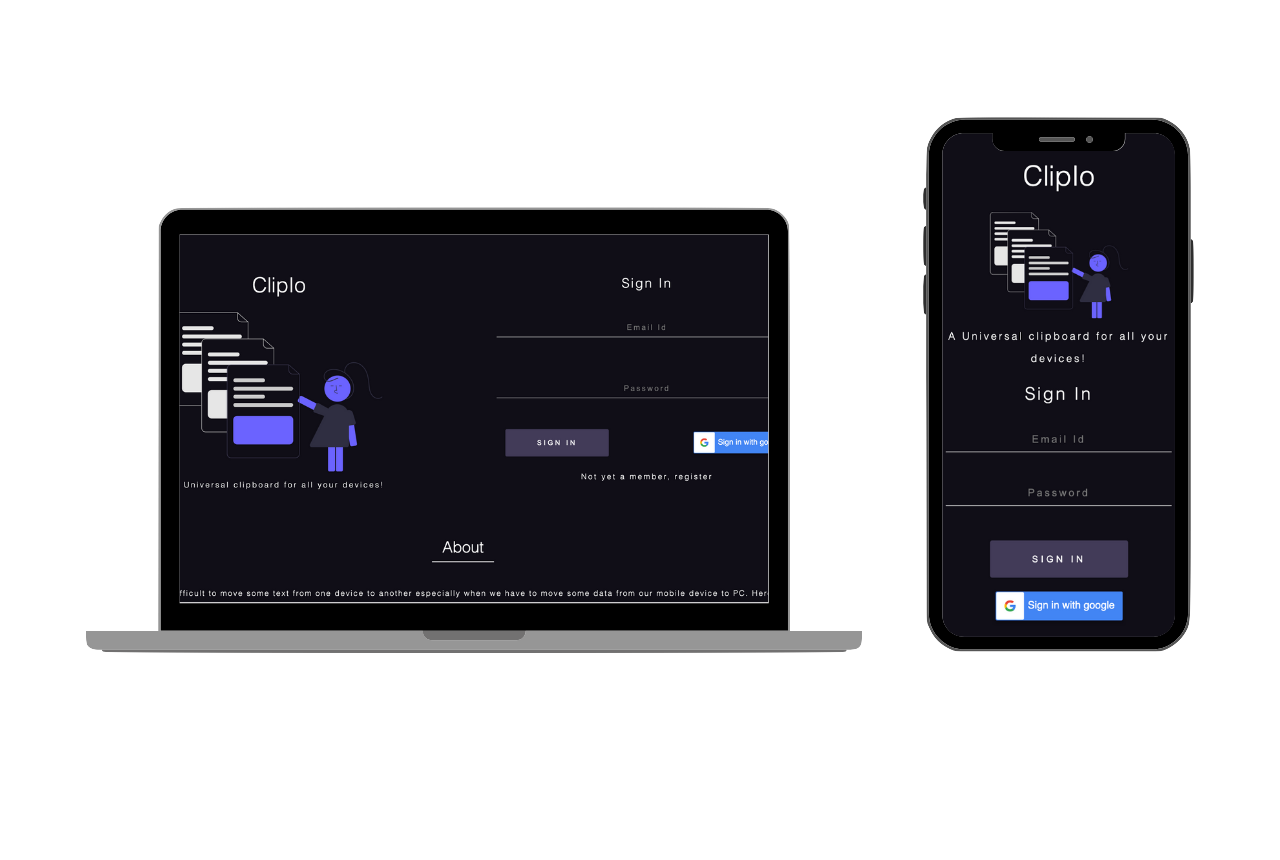 Cliplo
Sign In
Email Id
Password
SIGN IN
Sign in with go
Not yet a member, register
Universal clipboard for all your devices!
About
fficult to move some text from one device to another especially when we have to move some data from our mobile device to PC. Her
Cliplo
A Universal clipboard for all your
devices!
Sign In
Email Id
Password
SIGN IN
Sign in with google